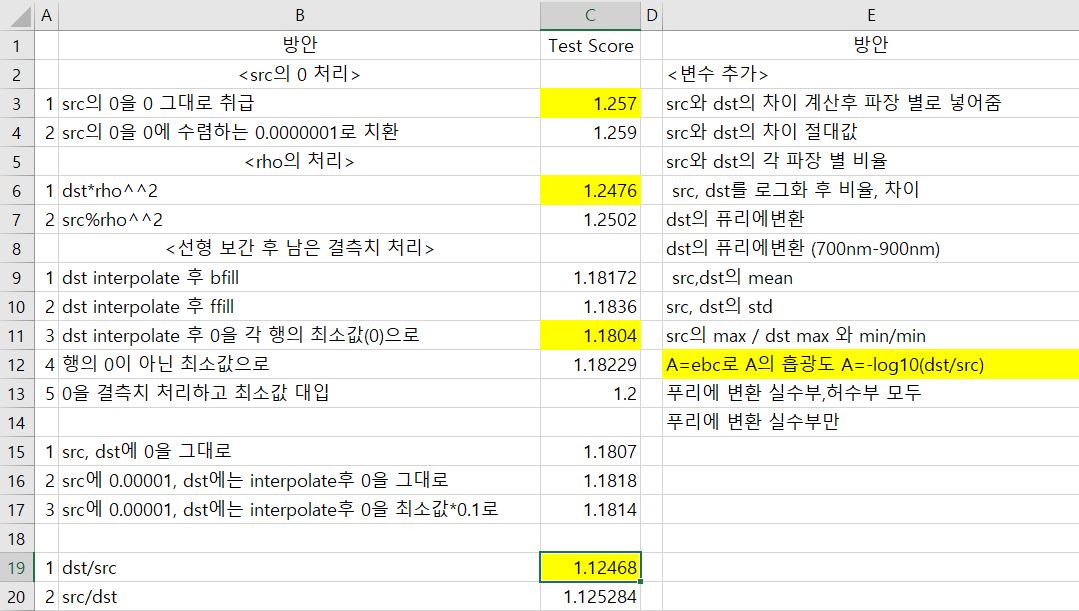 A B C D E
1 방안 Test Score 방안
2 <src의 0 처리> <변수 추가>
3 1 src의 0을 0 그대로 취급 1.257 src와 dst의 차이 계산후 파장 별로 넣어줌
4 2 src의 0을 0에 수렴하는 0.0000001로 치환 1.259 src와 dst의 차이 절대값
5 <rho의 처리> src와 dst의 각 파장 별 비율
6 1 dst*rho^^2 1.2476 src, dst를 로그화 후 비율, 차이
7 2 src%rho^^2 1.2502 dst의 퓨리에변환
8 <선형 보간 후 남은 결측치 처리> dst의 퓨리에변환 (700nm-900nm)
9 1 dst interpolate 후 bfill 1.18172 src,dst의 mean
10 2 dst interpolate 후 ffill 1.1836 src, dst의 std
11 3 dst interpolate 후 0을 각 행의 최소값(0)으로 1.1804 src의 max / dst max 와 min/min
12 4 행의 0이 아닌 최소값으로 1.18229 A=ebc로 A의 흡광도 A=-log10(dst/src)
13 5 0을 결측치 처리하고 최소값 대입 1.2 푸리에 변환 실수부,허수부 모두
14 푸리에 변환 실수부만
15 1 src, dst에 0을 그대로 1.1807
16 2 src에 0.00001, dst에는 interpolate후 0을 그대로 1.1818
17 3 src에 0.00001, dst에는 interpolate후 0을 최소값*0.1로 1.1814
18
19 1 dst/src 1.12468
20 2 src/dst 1.125284